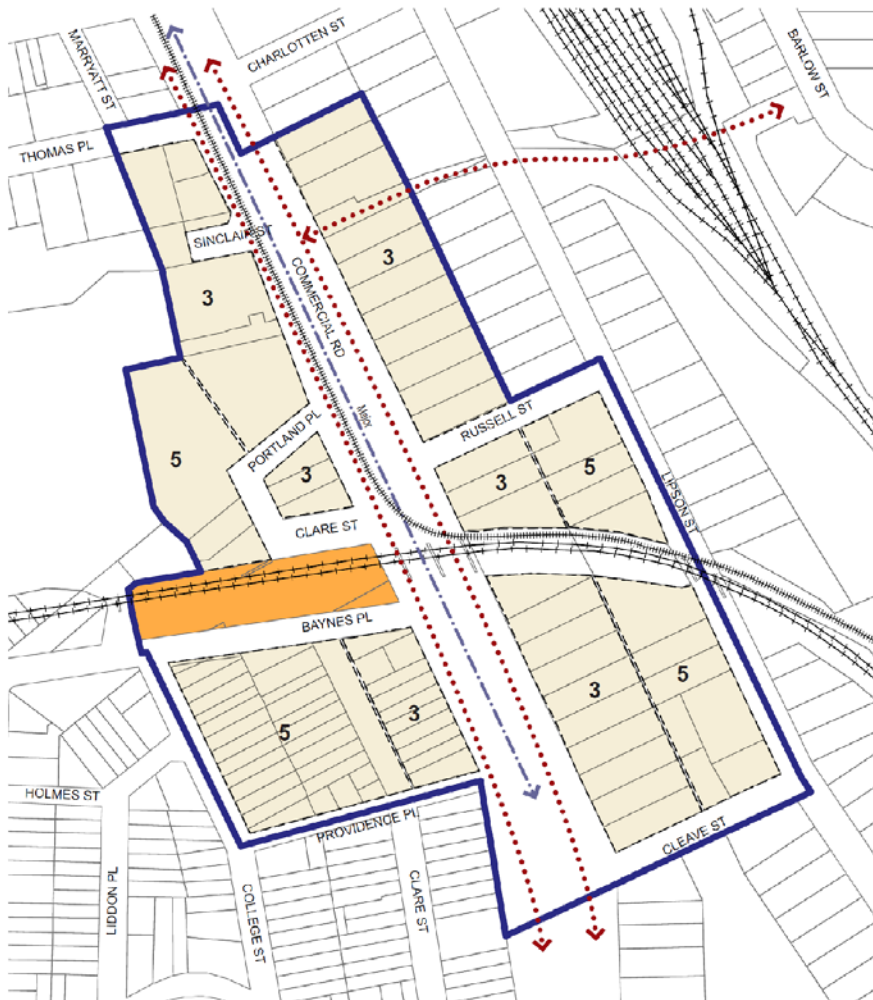 CHARLOTTEN ST
MARRYATT ST
BARLOW ST
THOMAS PL
SINCLAIR ST
3
3
COMMERCIAL RD
Major
RUSSELL ST
PORTLAND PL
5
3
3
5
LIPSON ST
CLARE ST
BAYNES PL
5
3
3
5
HOLMES ST
PROVIDENCE PL
CLEAVE ST
LIDDON PL
COLLEGE ST
CLARE ST